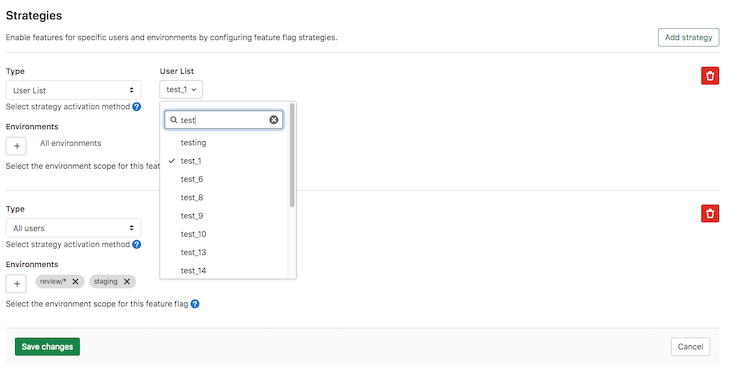 Strategies
Enable features for specific users and environments by configuring feature flag strategies.
Add strategy
Type
User List
User List
test_1
Select strategy activation method
test
testing
test_1
test_6
test_8
test_9
test_10
test_13
test_14
Environments
All environments
Select the environment scope for this feat
Type
All users
Select strategy activation method
Environments
review/*
staging
Select the environment scope for this feature flag
Save changes
Cancel